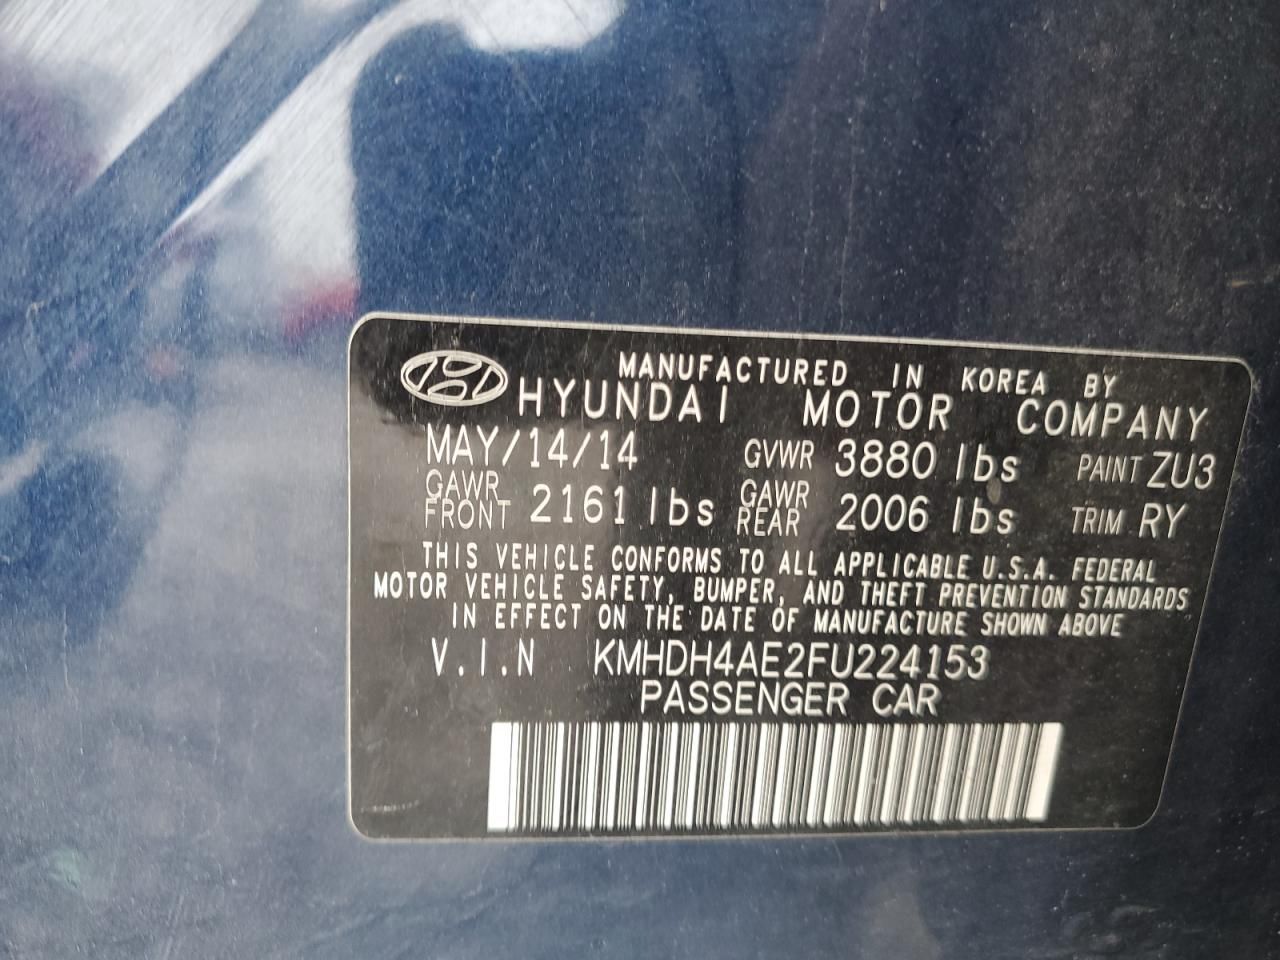 MANUFACTURED IN KOREA BY
HYUNDAI MOTOR COMPANY
MAY/14/14 GVWR 3880 lbs PAINT ZU3
GAWR FRONT 2161 lbs GAWR REAR 2006 lbs TRIM RY
THIS VEHICLE CONFORMS TO ALL APPLICABLE U.S.A. FEDERAL
MOTOR VEHICLE SAFETY, BUMPER, AND THEFT PREVENTION STANDARDS
IN EFFECT ON THE DATE OF MANUFACTURE SHOWN ABOVE
V.I.N KMHDH4AE2FU224153
PASSENGER CAR